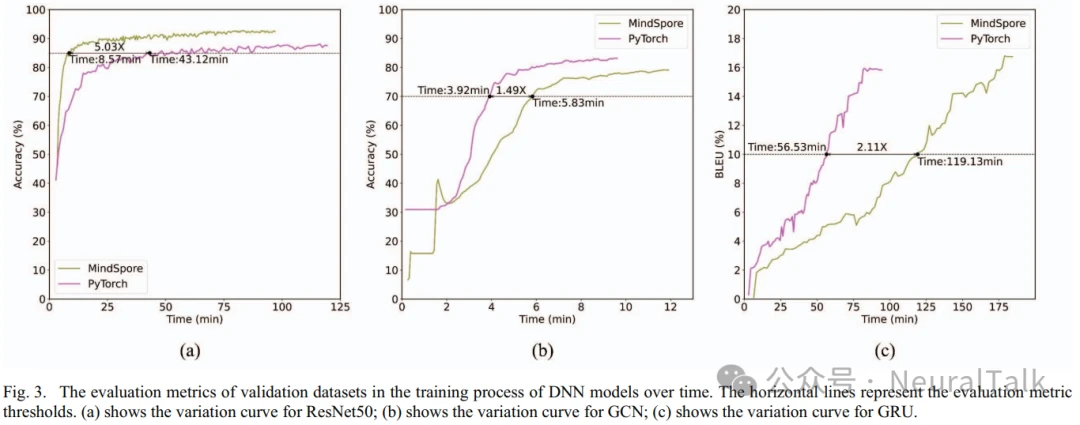 100
90
80
70
60
50
40
30
20
10
0
Accuracy (%)
5.03X
Time:8.57min
Time:43.12min
MindSpore
PyTorch
0 25 50 75 100 125
Time (min)
(a)
100
90
80
70
60
50
40
30
20
10
0
Accuracy (%)
MindSpore
PyTorch
Time:3.92min 1.49X
Time:5.83min
0 2 4 6 8 10 12
Time (min)
(b)
20
18
16
14
12
10
8
6
4
2
0
BLEU (%)
MindSpore
PyTorch
Time:56.53min 2.11X
Time:119.13min
0 25 50 75 100 125 150 175
Time (min)
(c)
公众号 · NeuralTalk
Fig. 3. The evaluation metrics of validation datasets in the training process of DNN models over time. The horizontal lines represent the evaluation metric
thresholds. (a) shows the variation curve for ResNet50; (b) shows the variation curve for GCN; (c) shows the variation curve for GRU.